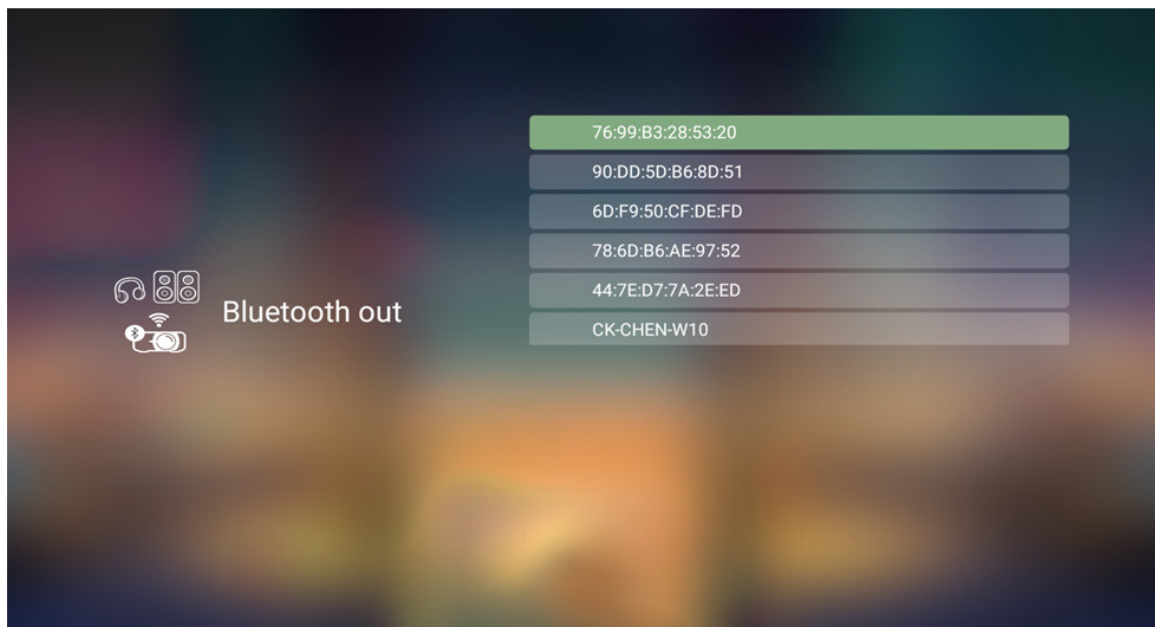 76:99:B3:28:53:20
90:DD:5D:B6:8D:51
6D:F9:50:CF:DE:FD
78:6D:B6:AE:97:52
44:7E:D7:7A:2E:ED
CK-CHEN-W10
Bluetooth out